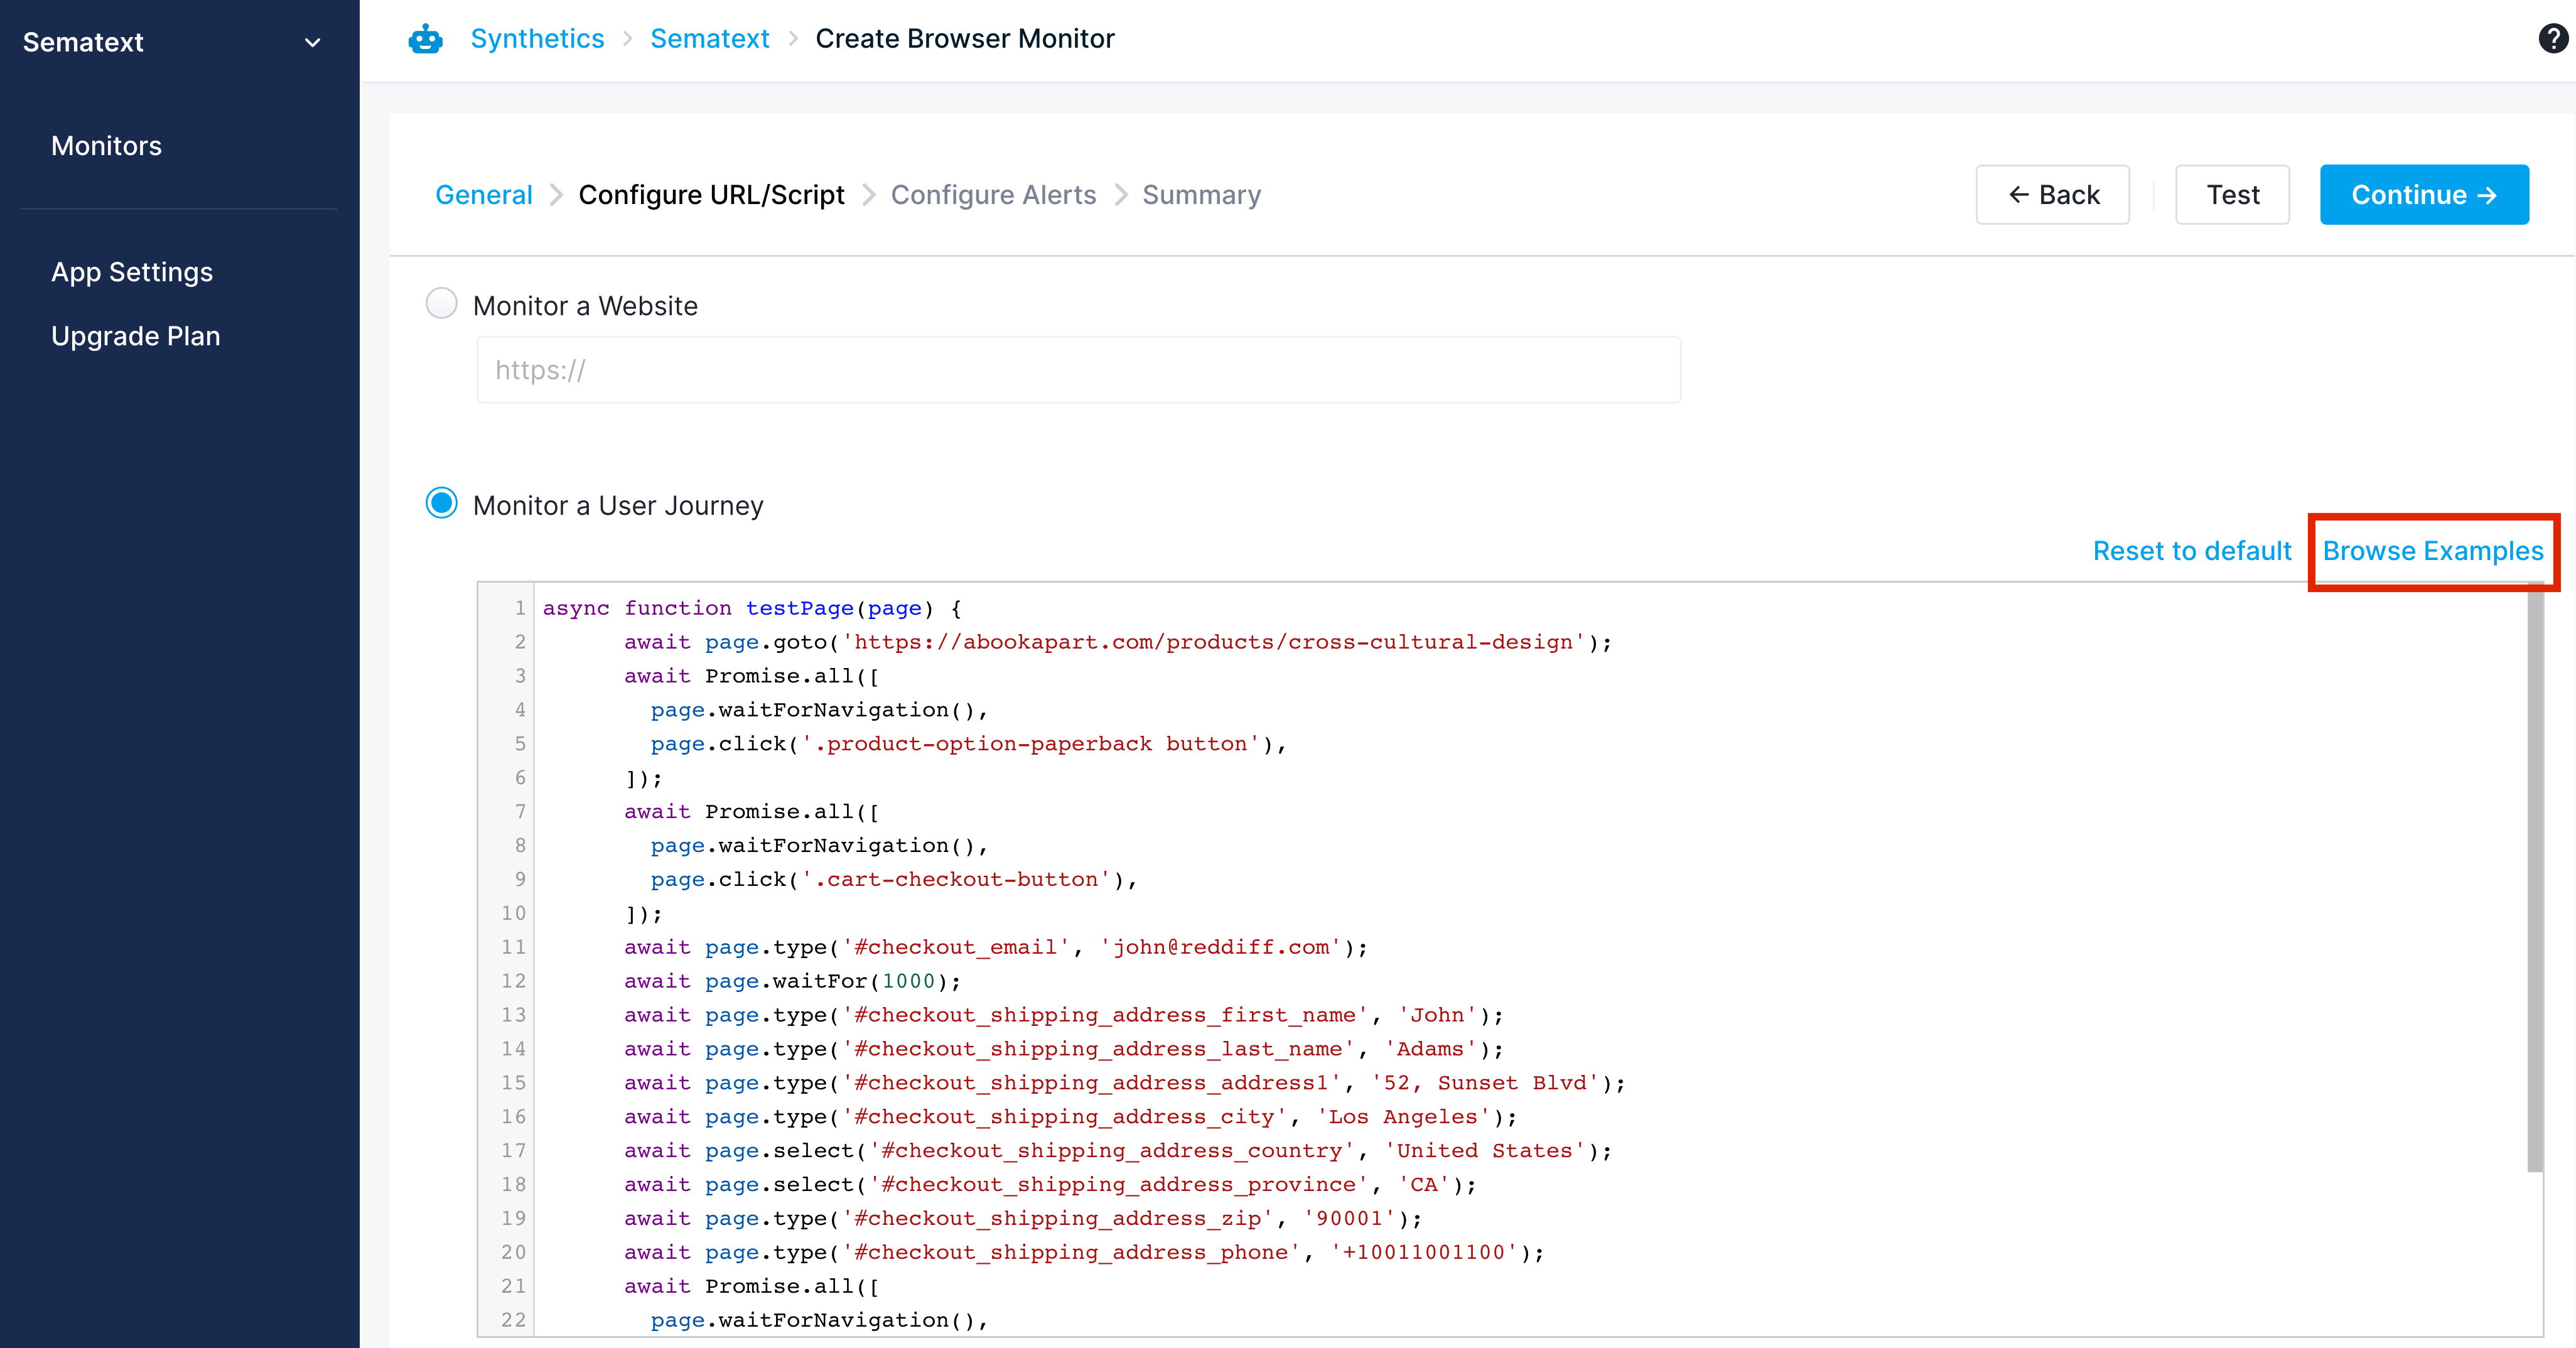 Sematext
Monitors
App Settings
Upgrade Plan
Synthetics > Sematext > Create Browser Monitor
?
General > Configure URL/Script > Configure Alerts > Summary
← Back
Test
Continue →
Monitor a Website
https://
Monitor a User Journey
Reset to default
Browse Examples
1 async function testPage(page) {
2 await page.goto('https://abookapart.com/products/cross-cultural-design');
3 await Promise.all([
4 page.waitForNavigation(),
5 page.click('.product-option-paperback button'),
6 ]);
7 await Promise.all([
8 page.waitForNavigation(),
9 page.click('.cart-checkout-button'),
10 ]);
11 await page.type('#checkout_email', 'john@reddiff.com');
12 await page.waitFor(1000);
13 await page.type('#checkout_shipping_address_first_name', 'John');
14 await page.type('#checkout_shipping_address_last_name', 'Adams');
15 await page.type('#checkout_shipping_address_address1', '52, Sunset Blvd');
16 await page.type('#checkout_shipping_address_city', 'Los Angeles');
17 await page.select('#checkout_shipping_address_country', 'United States');
18 await page.select('#checkout_shipping_address_province', 'CA');
19 await page.type('#checkout_shipping_address_zip', '90001');
20 await page.type('#checkout_shipping_address_phone', '+10011001100');
21 await Promise.all([
22 page.waitForNavigation(),